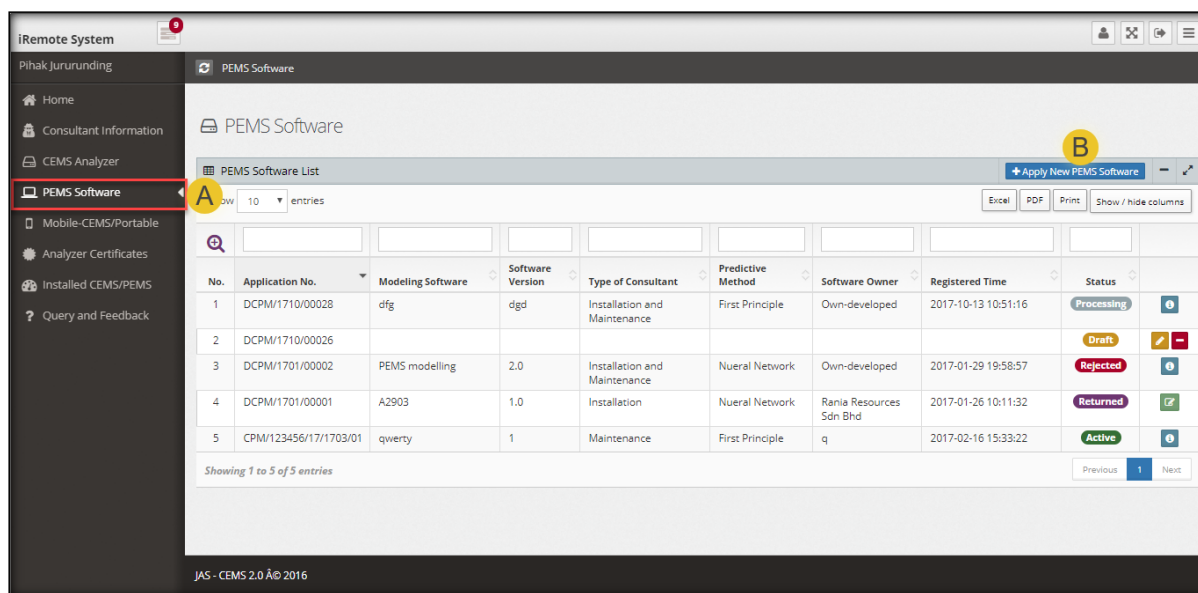 iRemote System
9
Pihak Jururunding
PEMS Software
Home
Consultant Information
CEMS Analyzer
PEMS Software
Mobile-CEMS/Portable
Analyzer Certificates
Installed CEMS/PEMS
? Query and Feedback
A
PEMS Software
B
PEMS Software List
+ Apply New PEMS Software
ow 10 entries
Excel PDF Print Show / hide columns
No. Application No. Modeling Software Software Version Type of Consultant Predictive Method Software Owner Registered Time Status
1 DCPM/1710/00028 dfg dgd Installation and Maintenance First Principle Own-developed 2017-10-13 10:51:16 Processing
2 DCPM/1710/00026 Draft
3 DCPM/1701/00002 PEMS modelling 2.0 Installation and Maintenance Nueral Network Own-developed 2017-01-29 19:58:57 Rejected
4 DCPM/1701/00001 A2903 1.0 Installation Nueral Network Rania Resources Sdn Bhd 2017-01-26 10:11:32 Returned
5 CPM/123456/17/1703/01 qwerty 1 Maintenance First Principle q 2017-02-16 15:33:22 Active
Showing 1 to 5 of 5 entries
Previous 1 Next
JAS - CEMS 2.0 Â© 2016